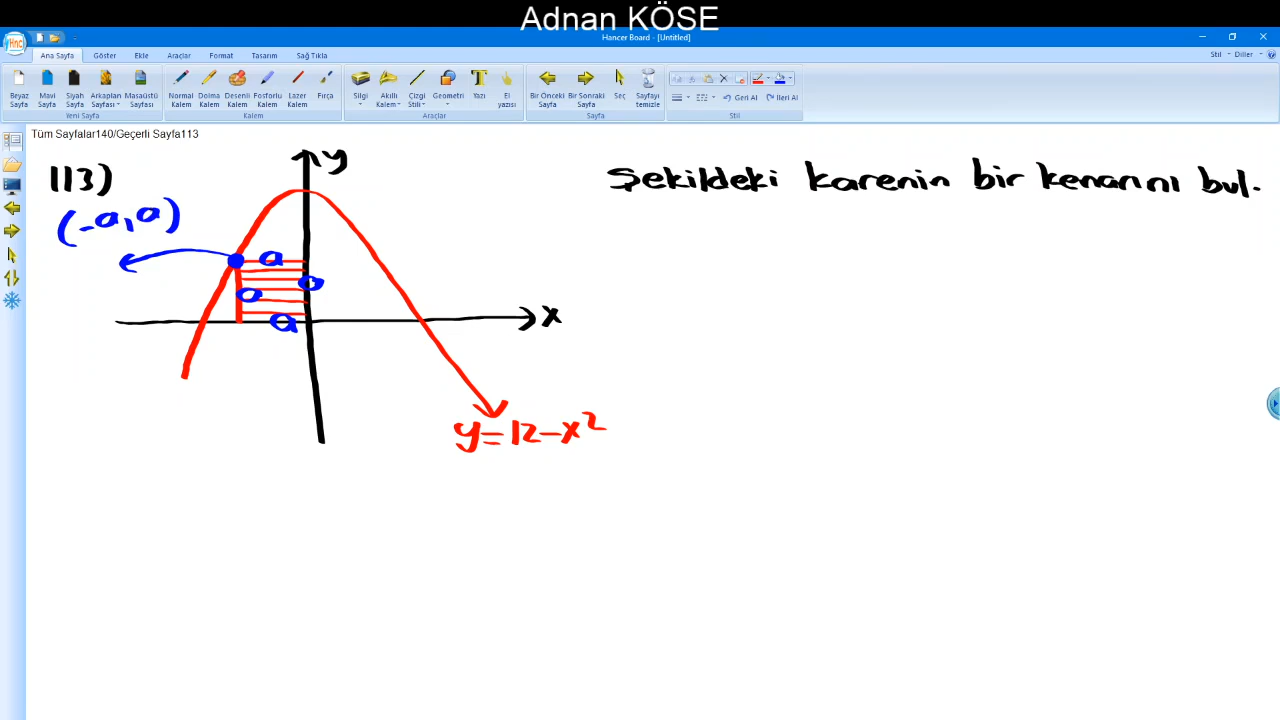 Adnan KÖSE
Hancer Board - [Untitled]
Hnc
Ana Sayfa Göster Ekle Araçlar Format Tasarım Sağ Tıkla Stil Diller
Beyaz Sayfa Mavi Sayfa Siyah Sayfa Arkaplan Sayfası Masaüstü Sayfası Normal Kalem Dolma Kalem Desenli Kalem Fosforlu Kalem Lazer Kalem Fırça Silgi Akıllı Kalem Çizgi Stili Geometri Yazı El yazısı Bir Önceki Sayfa Bir Sonraki Sayfa Seç Sayfayı temizle Geri Al İleri Al
Yeni Sayfa Kalem Araçlar Sayfa Stil
Tüm Sayfalar140/Geçerli Sayfa113
113) y Şekildeki karenin bir kenarını bul.
(-a,a)
a
a a
a
x
y=12-x²